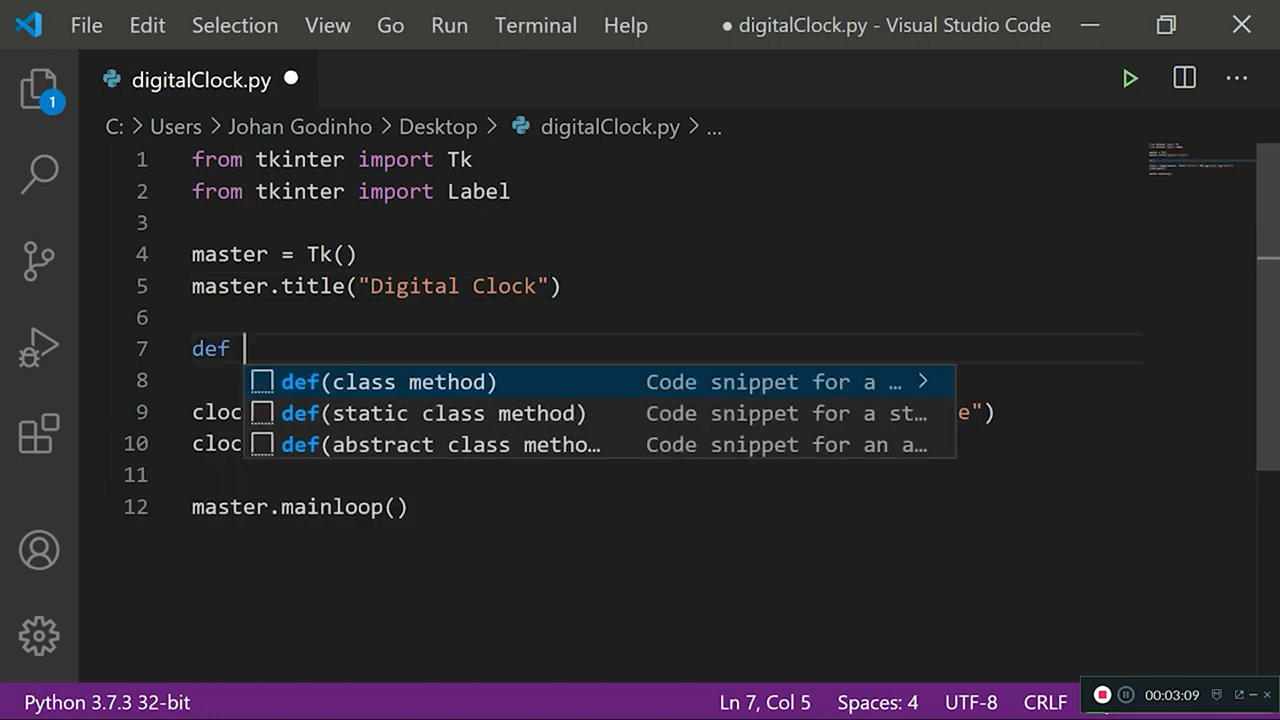 File Edit Selection View Go Run Terminal Help ● digitalClock.py - Visual Studio Code
digitalClock.py ●
1
C: > Users > Johan Godinho > Desktop > digitalClock.py > ...
1 from tkinter import Tk
2 from tkinter import Label
3
4 master = Tk()
5 master.title("Digital Clock")
6
7 def
def(class method) Code snippet for a … >
8
9 cloc def(static class method) Code snippet for a st… e")
10 cloc def(abstract class metho… Code snippet for an a…
11
12 master.mainloop()
Python 3.7.3 32-bit Ln 7, Col 5 Spaces: 4 UTF-8 CRLF 00:03:09